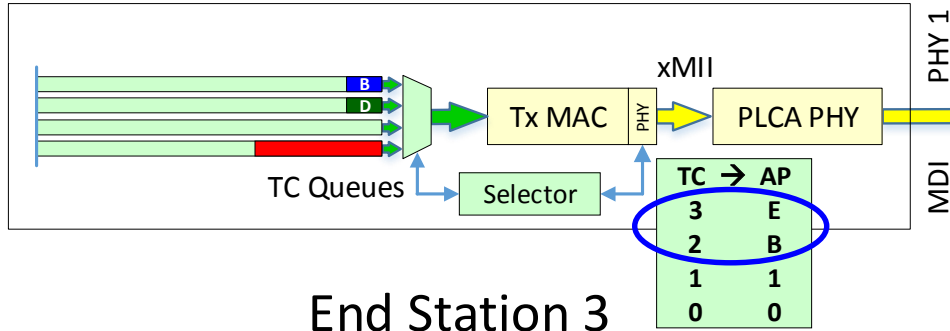 B
D
TC Queues
Tx MAC
PHY
xMII
PLCA PHY
Selector
TC → AP
3 E
2 B
1 1
0 0
PHY 1
MDI
End Station 3